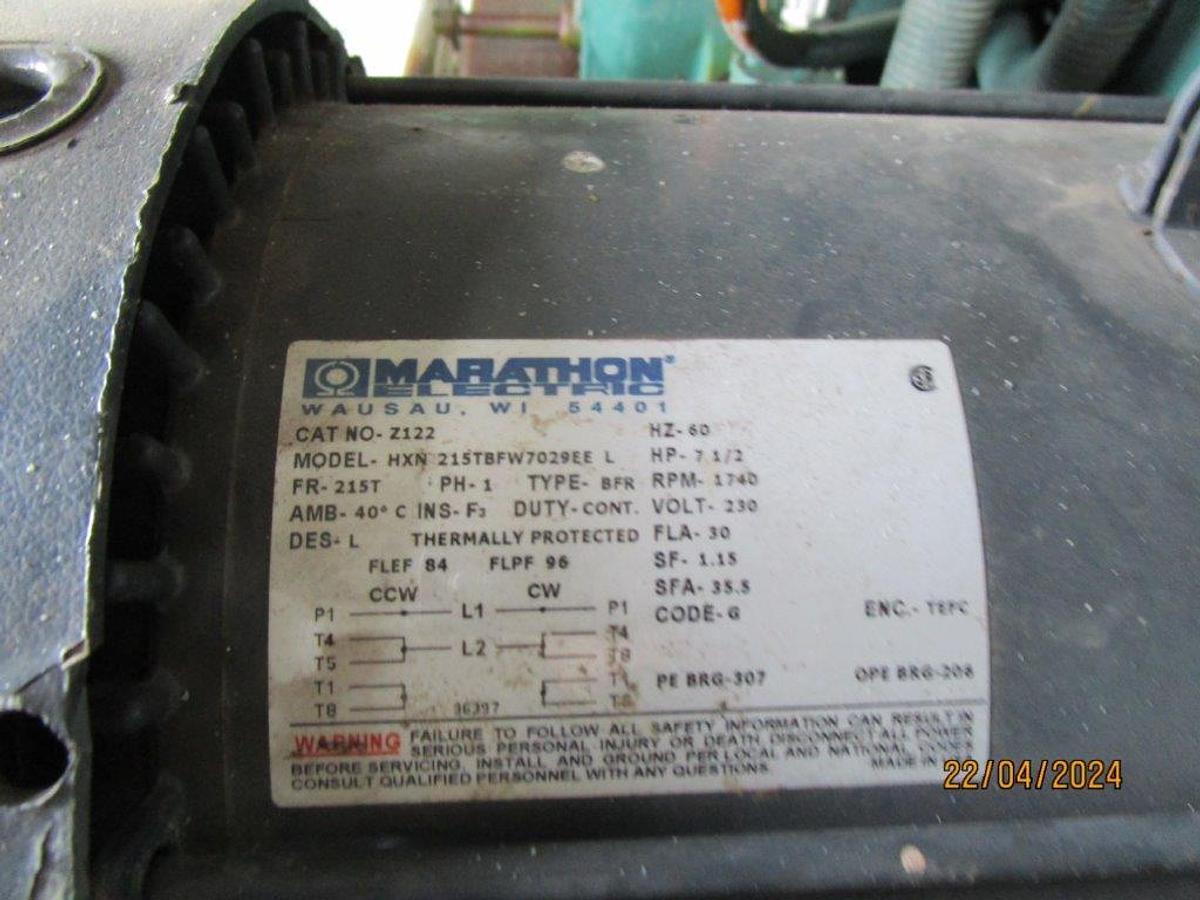 MARATHON®
ELECTRIC
WAUSAU, WI 54401
CAT NO- Z122 HZ- 60
MODEL- HXN 215TBFW7029EE L HP- 7 1/2
FR- 215T PH- 1 TYPE- BFR RPM- 1740
AMB- 40° C INS- F3 DUTY- CONT. VOLT- 230
DES- L THERMALLY PROTECTED FLA- 30
FLEF 84 FLPF 96 SF- 1.15
SFA- 35.5
CCW CW
P1 L1 P1 CODE- G ENC.- TEFC
T4 T4
L2
T5 T8
T1 T1 PE BRG-307 OPE BRG-208
T8 36397
WARNING FAILURE TO FOLLOW ALL SAFETY INFORMATION CAN RESULT IN
SERIOUS PERSONAL INJURY OR DEATH, DISCONNECT ALL POWER
BEFORE SERVICING, INSTALL AND GROUND PER LOCAL AND NATIONAL CODES
CONSULT QUALIFIED PERSONNEL WITH ANY QUESTIONS. MADE IN
22/04/2024